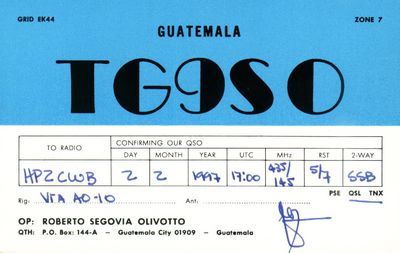 GRID EK44 ZONE 7
GUATEMALA
TG9SO
TO RADIO CONFIRMING OUR QSO
DAY MONTH YEAR UTC MHz RST 2-WAY
HP2CWB 2 2 1997 17:00 435/145 5/7 SSB
Rig: VIA AO-10 Ant: PSE QSL TNX
OP: ROBERTO SEGOVIA OLIVOTTO
QTH: P.O. Box: 144-A – Guatemala City 01909 – Guatemala